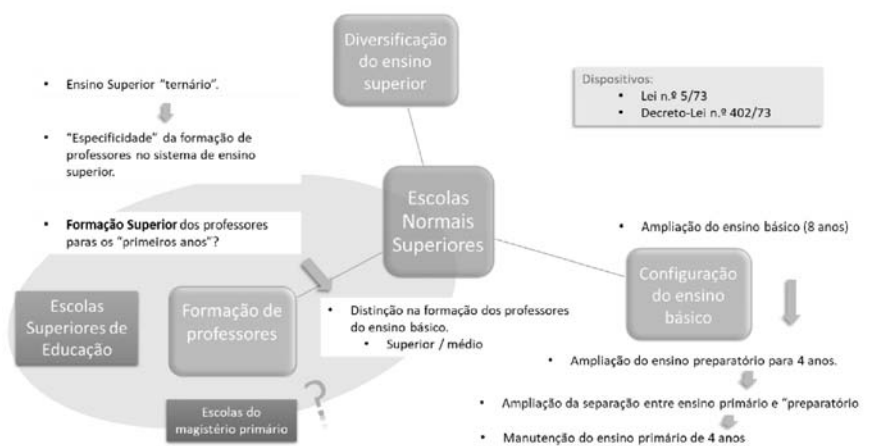 Diversificação
do ensino
superior
• Ensino Superior "ternário".
• "Especificidade" da formação de
professores no sistema de ensino
superior.
• Formação Superior dos professores
paras os "primeiros anos"?
Dispositivos:
• Lei n.º 5/73
• Decreto-Lei n.º 402/73
Escolas
Normais
Superiores
• Ampliação do ensino básico (8 anos)
Configuração
do ensino
básico
Escolas
Superiores de
Educação
Formação de
professores
• Distinção na formação dos professores
do ensino básico.
• Superior / médio
Escolas do
magistério primário
?
• Ampliação do ensino preparatório para 4 anos.
• Ampliação da separação entre ensino primário e "preparatório
• Manutenção do ensino primário de 4 anos